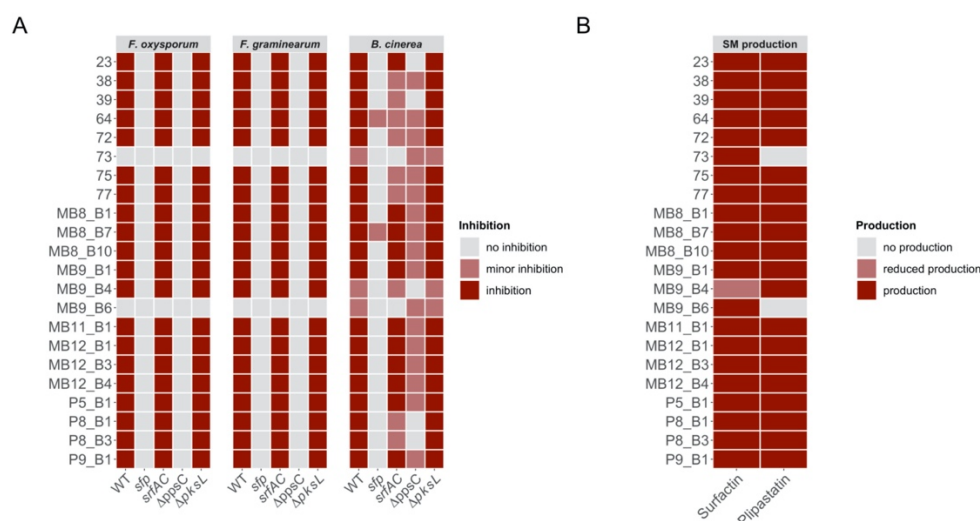 A
F. oxysporum
F. graminearum
B. cinerea
23
38
39
64
72
73
75
77
MB8_B1
MB8_B7
MB8_B10
MB9_B1
MB9_B4
MB9_B6
MB11_B1
MB12_B1
MB12_B3
MB12_B4
P5_B1
P8_B1
P8_B3
P9_B1
WT
sfp
srfAC
ΔppsC
ΔpksL
WT
sfp
srfAC
ΔppsC
ΔpksL
WT
sfp
srfAC
ΔppsC
ΔpksL
Inhibition
no inhibition
minor inhibition
inhibition
B
SM production
23
38
39
64
72
73
75
77
MB8_B1
MB8_B7
MB8_B10
MB9_B1
MB9_B4
MB9_B6
MB11_B1
MB12_B1
MB12_B3
MB12_B4
P5_B1
P8_B1
P8_B3
P9_B1
Surfactin
Plipastatin
Production
no production
reduced production
production